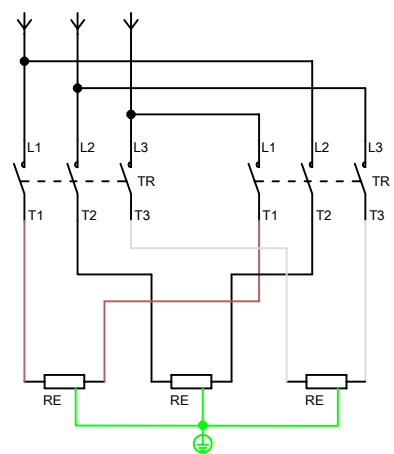 L1 L2 L3 L1 L2 L3
TR TR
T1 T2 T3 T1 T2 T3
RE RE RE